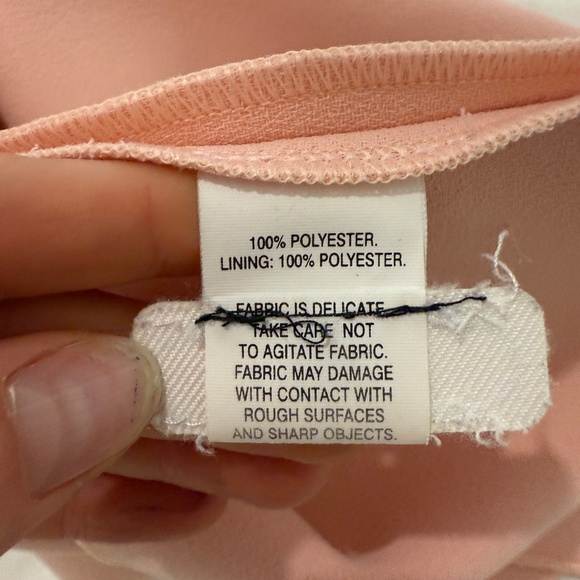 100% POLYESTER.
LINING: 100% POLYESTER.
FABRIC IS DELICATE
TAKE CARE NOT
TO AGITATE FABRIC.
FABRIC MAY DAMAGE
WITH CONTACT WITH
ROUGH SURFACES
AND SHARP OBJECTS.